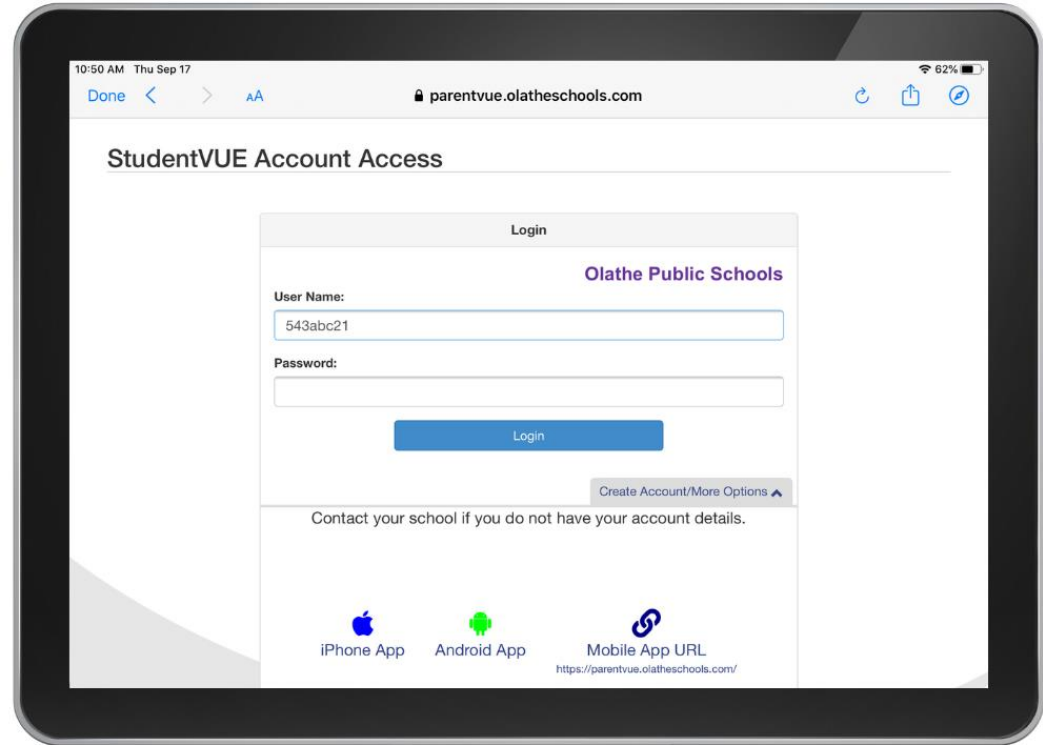 10:50 AM Thu Sep 17 62%
Done AA parentvue.olatheschools.com
StudentVUE Account Access
Login
Olathe Public Schools
User Name:
543abc21
Password:
Login
Create Account/More Options
Contact your school if you do not have your account details.
iPhone App Android App Mobile App URL
https://parentvue.olatheschools.com/